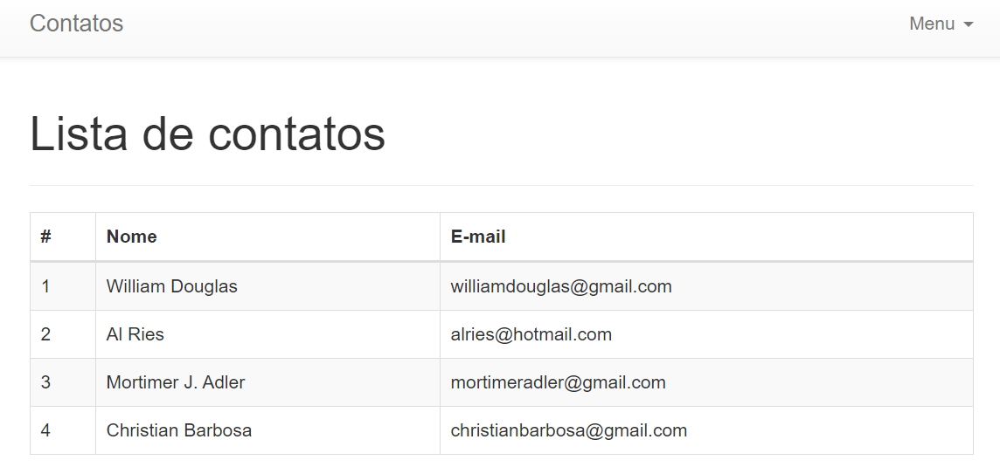 Contatos Menu
Lista de contatos
# Nome E-mail
1 William Douglas williamdouglas@gmail.com
2 Al Ries alries@hotmail.com
3 Mortimer J. Adler mortimeradler@gmail.com
4 Christian Barbosa christianbarbosa@gmail.com